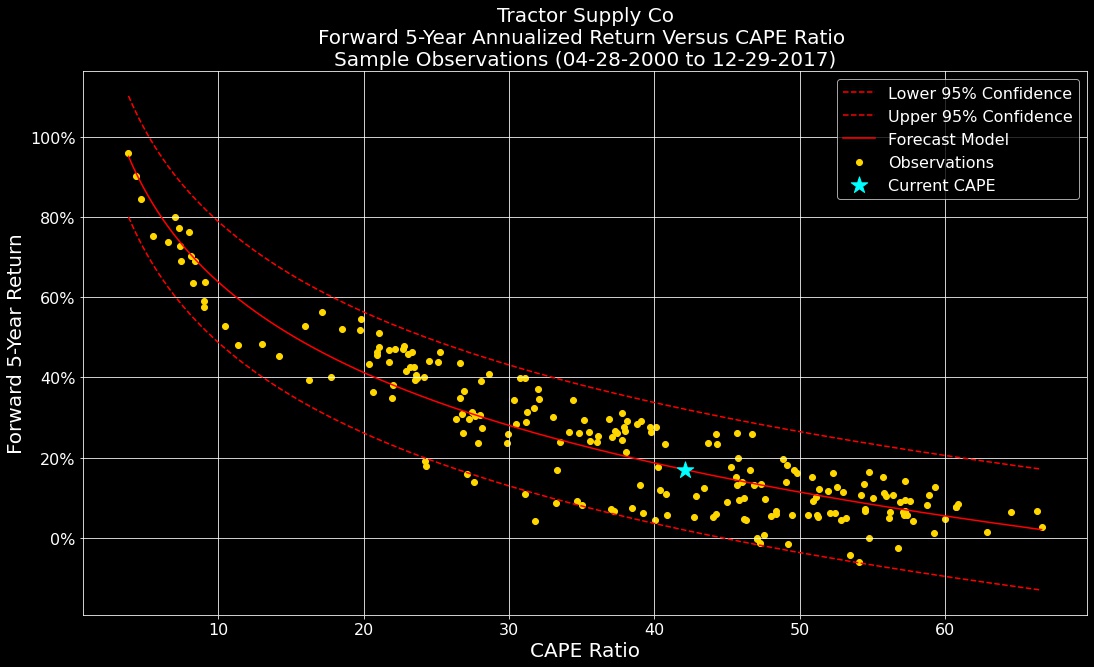 Tractor Supply Co
Forward 5-Year Annualized Return Versus CAPE Ratio
Sample Observations (04-28-2000 to 12-29-2017)
Lower 95% Confidence
Upper 95% Confidence
Forecast Model
Observations
Current CAPE
Forward 5-Year Return
100%
80%
60%
40%
20%
0%
10 20 30 40 50 60
CAPE Ratio